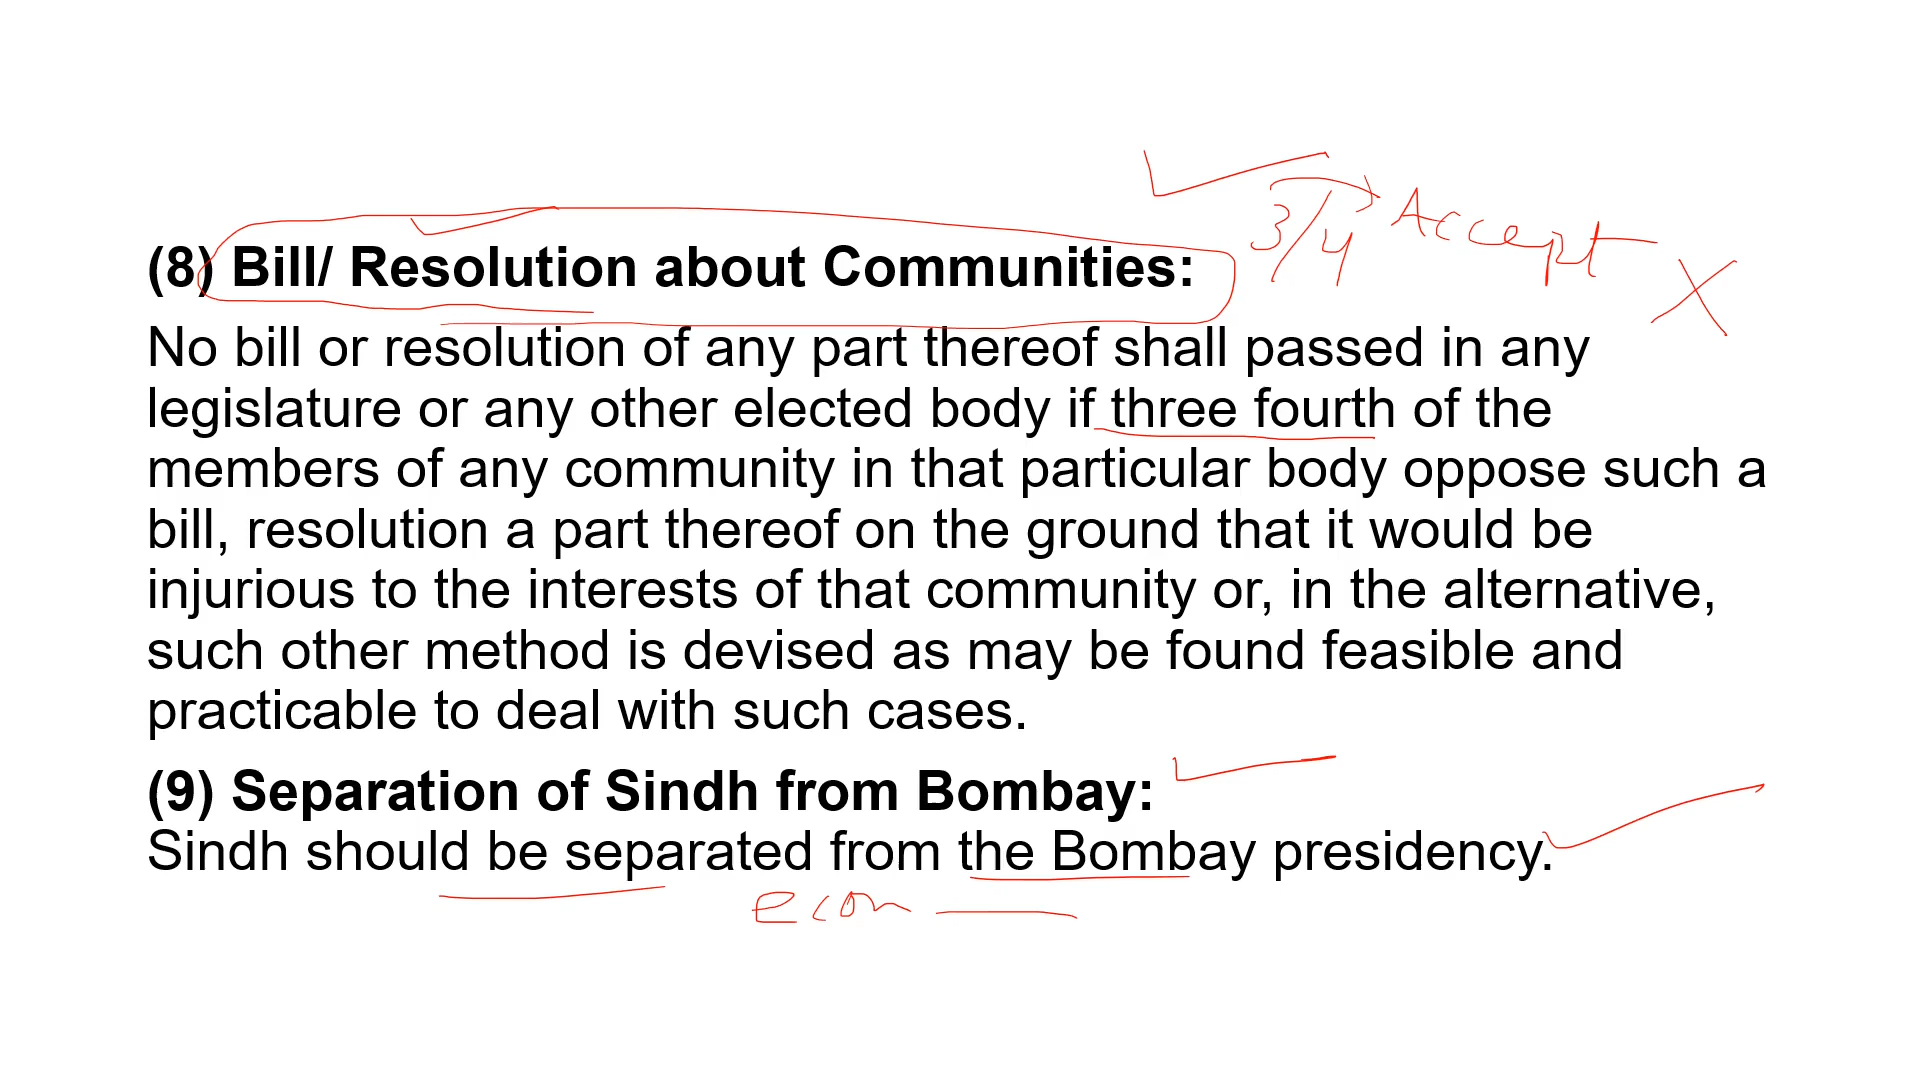 3/4 Accept
(8) Bill/ Resolution about Communities:
No bill or resolution of any part thereof shall passed in any
legislature or any other elected body if three fourth of the
members of any community in that particular body oppose such a
bill, resolution a part thereof on the ground that it would be
injurious to the interests of that community or, in the alternative,
such other method is devised as may be found feasible and
practicable to deal with such cases.
(9) Separation of Sindh from Bombay:
Sindh should be separated from the Bombay presidency.
econ